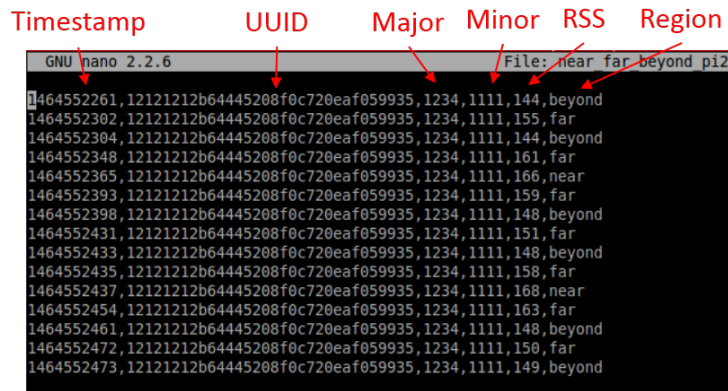 Timestamp UUID Major Minor RSS Region
GNU nano 2.2.6 File: near_far_beyond_pi2
1464552261,12121212b64445208f0c720eaf059935,1234,1111,144,beyond
1464552302,12121212b64445208f0c720eaf059935,1234,1111,155,far
1464552304,12121212b64445208f0c720eaf059935,1234,1111,144,beyond
1464552348,12121212b64445208f0c720eaf059935,1234,1111,161,far
1464552365,12121212b64445208f0c720eaf059935,1234,1111,166,near
1464552393,12121212b64445208f0c720eaf059935,1234,1111,159,far
1464552398,12121212b64445208f0c720eaf059935,1234,1111,148,beyond
1464552431,12121212b64445208f0c720eaf059935,1234,1111,151,far
1464552433,12121212b64445208f0c720eaf059935,1234,1111,148,beyond
1464552435,12121212b64445208f0c720eaf059935,1234,1111,158,far
1464552437,12121212b64445208f0c720eaf059935,1234,1111,168,near
1464552454,12121212b64445208f0c720eaf059935,1234,1111,163,far
1464552461,12121212b64445208f0c720eaf059935,1234,1111,148,beyond
1464552472,12121212b64445208f0c720eaf059935,1234,1111,150,far
1464552473,12121212b64445208f0c720eaf059935,1234,1111,149,beyond